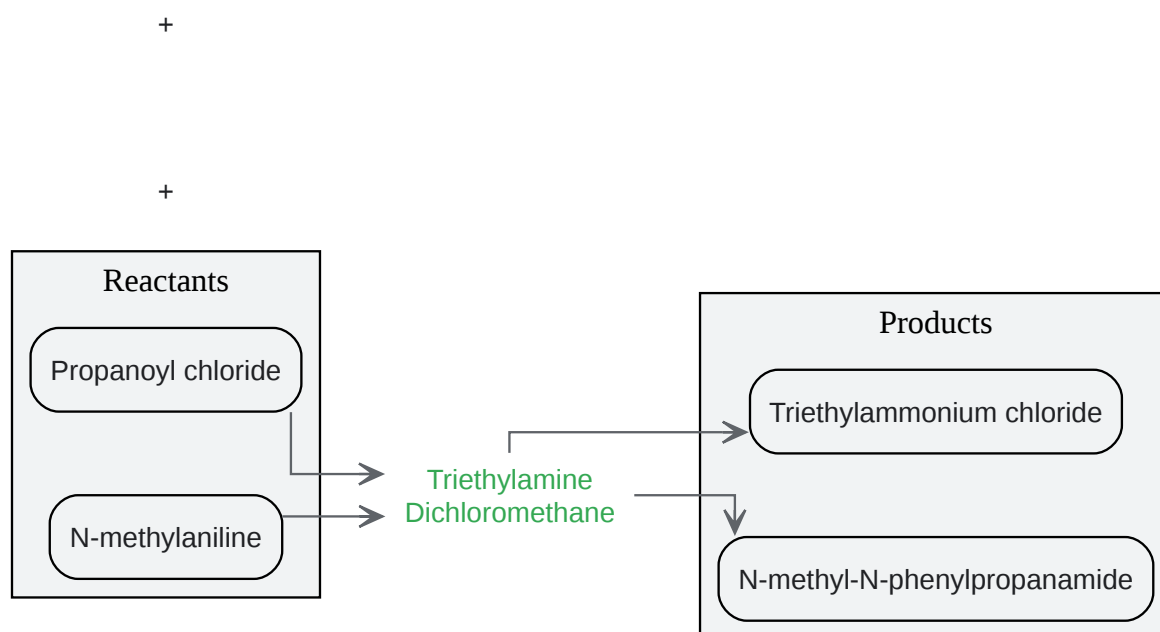 +
+
Reactants
Propanoyl chloride
N-methylaniline
Triethylamine
Dichloromethane
Products
Triethylammonium chloride
N-methyl-N-phenylpropanamide